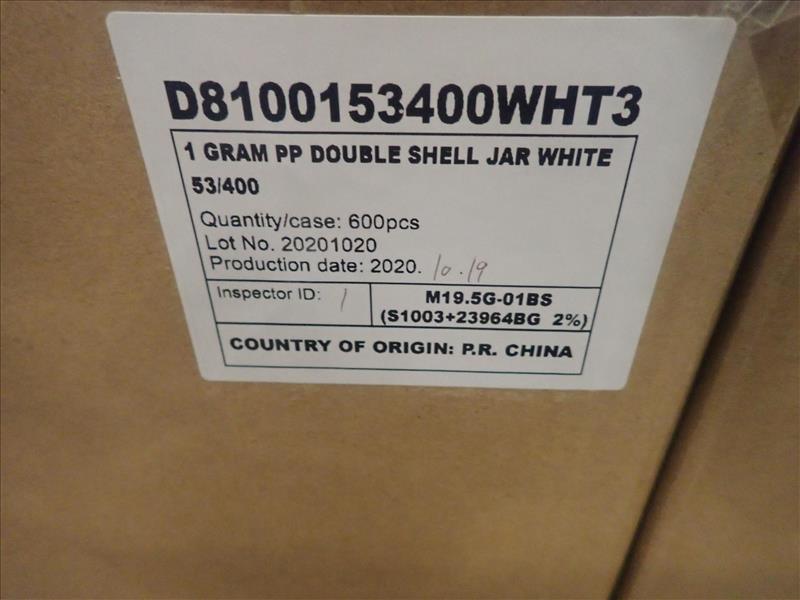 D8100153400WHT3
1 GRAM PP DOUBLE SHELL JAR WHITE
53/400
Quantity/case: 600pcs
Lot No. 20201020
Production date: 2020. 10.19
Inspector ID: 1
M19.5G-01BS
(S1003+23964BG 2%)
COUNTRY OF ORIGIN: P.R. CHINA